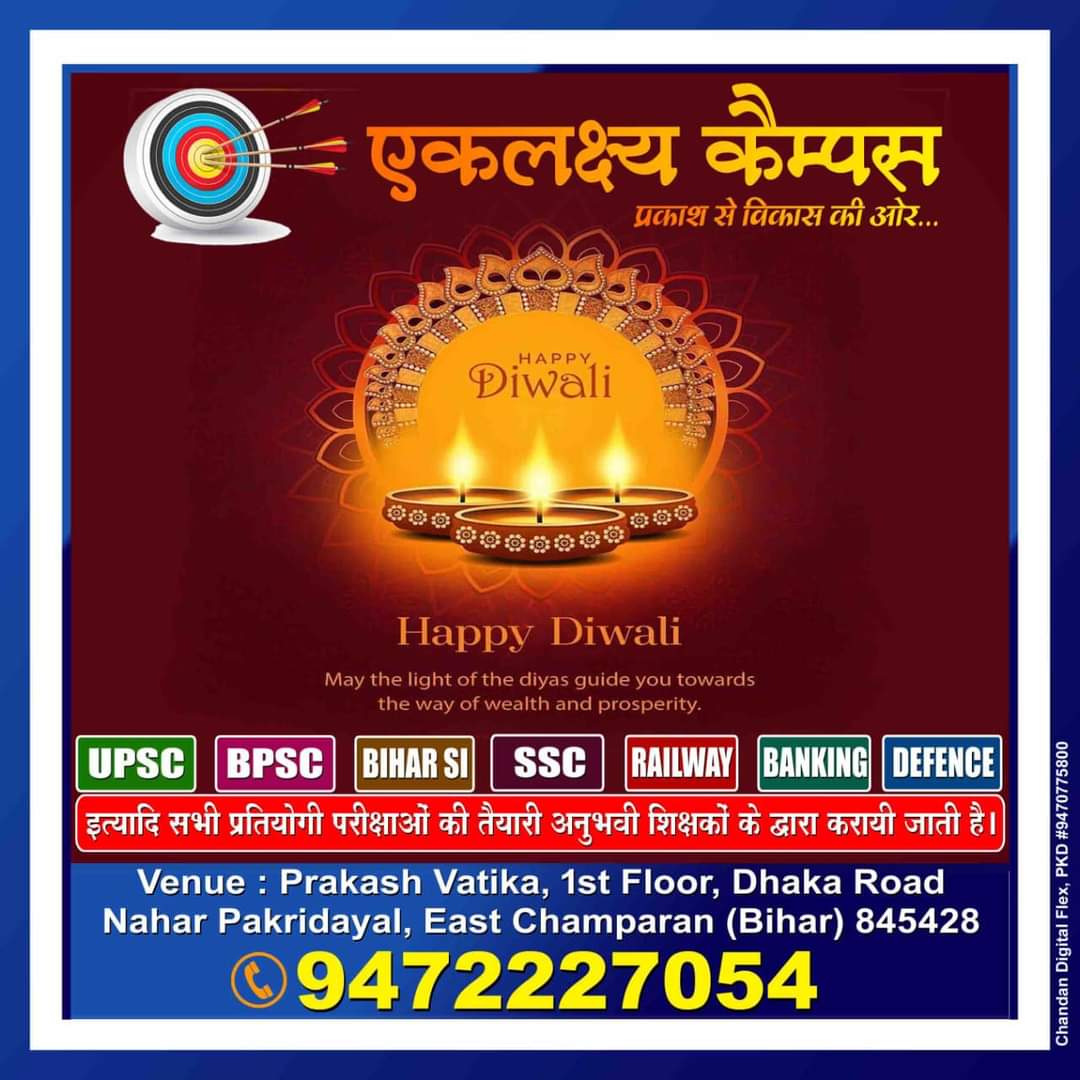 एकलक्ष्य कैम्पस
प्रकाश से विकास की ओर...
HAPPY
Diwali
Happy Diwali
May the light of the diyas guide you towards
the way of wealth and prosperity.
UPSC BPSC BIHAR SI SSC RAILWAY BANKING DEFENCE
इत्यादि सभी प्रतियोगी परीक्षाओं की तैयारी अनुभवी शिक्षकों के द्वारा करायी जाती है।
Venue : Prakash Vatika, 1st Floor, Dhaka Road
Nahar Pakridayal, East Champaran (Bihar) 845428
9472227054
Chandan Digital Flex, PKD #9470775800